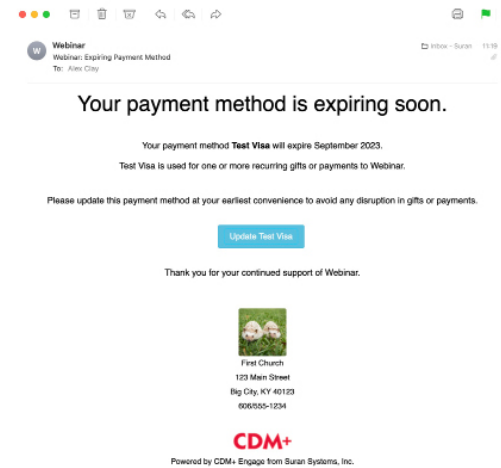 W
Webinar
Inbox - Suran 11/19
Webinar: Expiring Payment Method
To: Alex Clay
Your payment method is expiring soon.
Your payment method Test Visa will expire September 2023.
Test Visa is used for one or more recurring gifts or payments to Webinar.
Please update this payment method at your earliest convenience to avoid any disruption in gifts or payments.
Update Test Visa
Thank you for your continued support of Webinar.
First Church
123 Main Street
Big City, KY 40123
606/555-1234
CDM+
Powered by CDM+ Engage from Suran Systems, Inc.